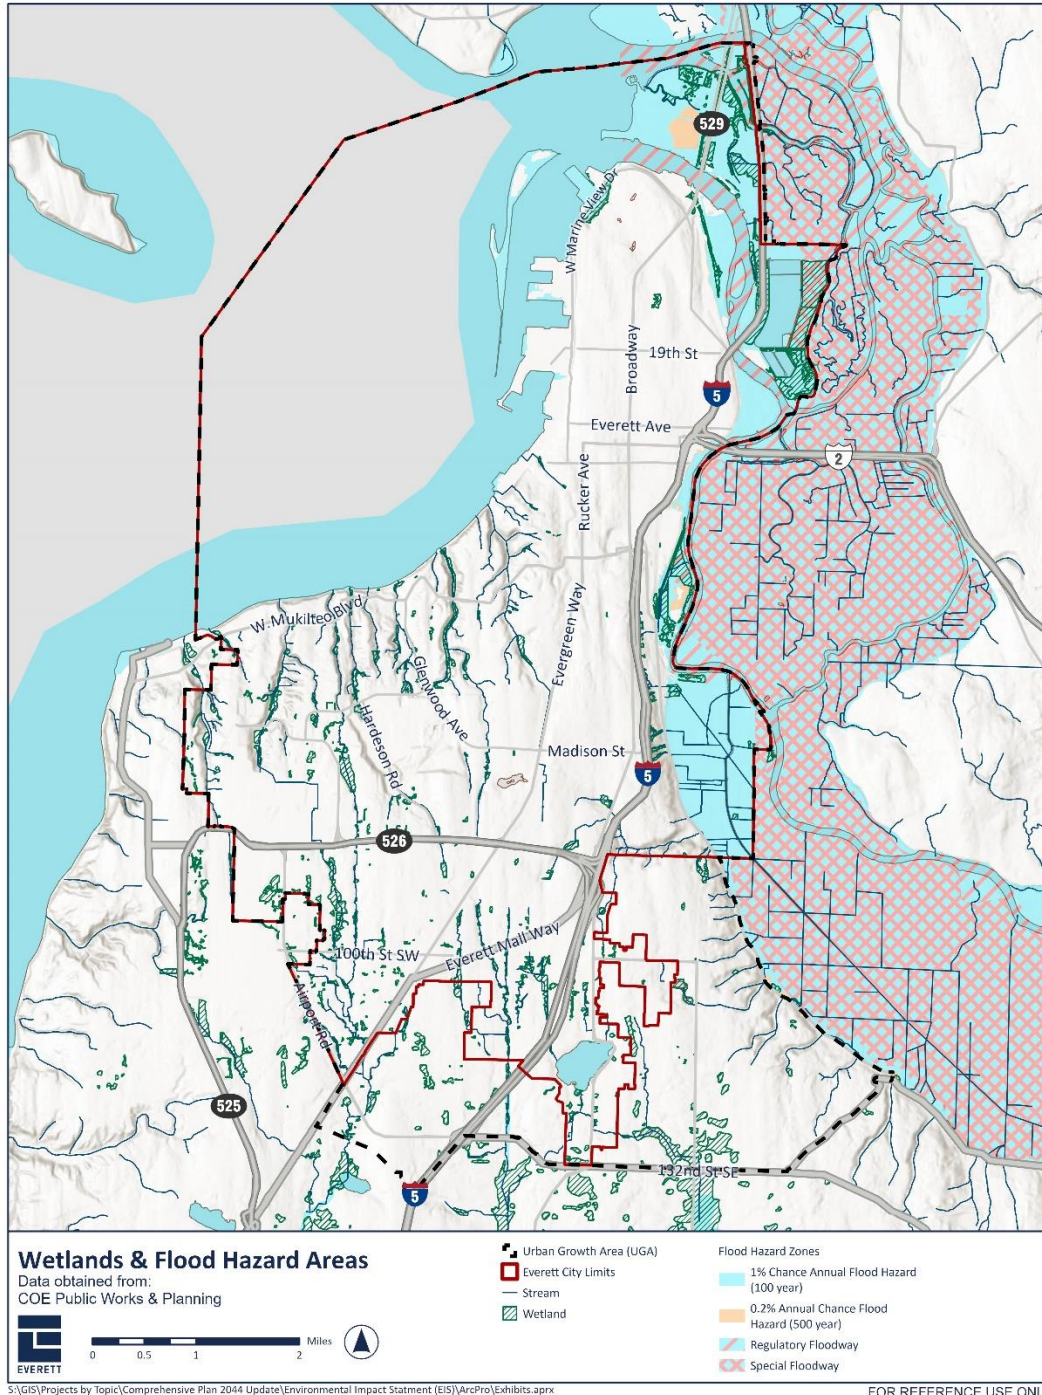 529
W Marine View Dr
Broadway
19th St
5
Everett Ave
2
Rucker Ave
W. Mukilteo Blvd
Evergreen Way
Glenwood Ave
Hardeson Rd
Madison St
5
526
Everett Mall Way
100th St SW
Airport Rd
525
132nd St SE
5
Wetlands & Flood Hazard Areas
Data obtained from:
COE Public Works & Planning
EVERETT
0 0.5 1 2 Miles
Urban Growth Area (UGA)
Everett City Limits
Stream
Wetland
Flood Hazard Zones
1% Chance Annual Flood Hazard
(100 year)
0.2% Annual Chance Flood
Hazard (500 year)
Regulatory Floodway
Special Floodway
S:\GIS\Projects by Topic\Comprehensive Plan 2044 Update\Environmental Impact Statment (EIS)\ArcPro\Exhibits.aprx
FOR REFERENCE USE ONL